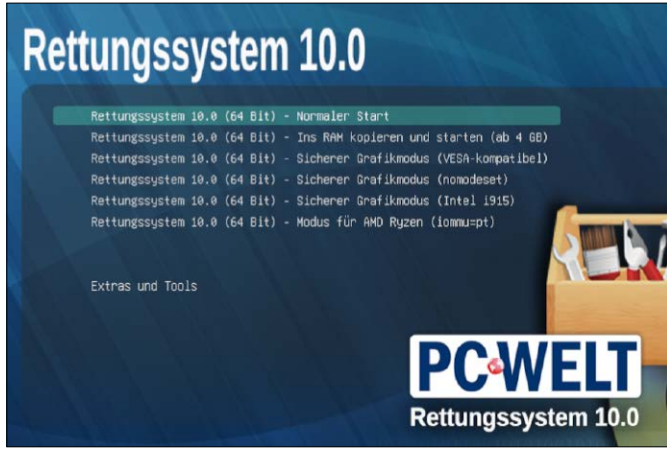 Rettungssystem 10.0
Rettungssystem 10.0 (64 Bit) - Normaler Start
Rettungssystem 10.0 (64 Bit) - Ins RAM kopieren und starten (ab 4 GB)
Rettungssystem 10.0 (64 Bit) - Sicherer Grafikmodus (VESA-kompatibel)
Rettungssystem 10.0 (64 Bit) - Sicherer Grafikmodus (nomodeset)
Rettungssystem 10.0 (64 Bit) - Sicherer Grafikmodus (Intel i915)
Rettungssystem 10.0 (64 Bit) - Modus für AMD Ryzen (iommu=pt)
Extras und Tools
PC WELT
Rettungssystem 10.0